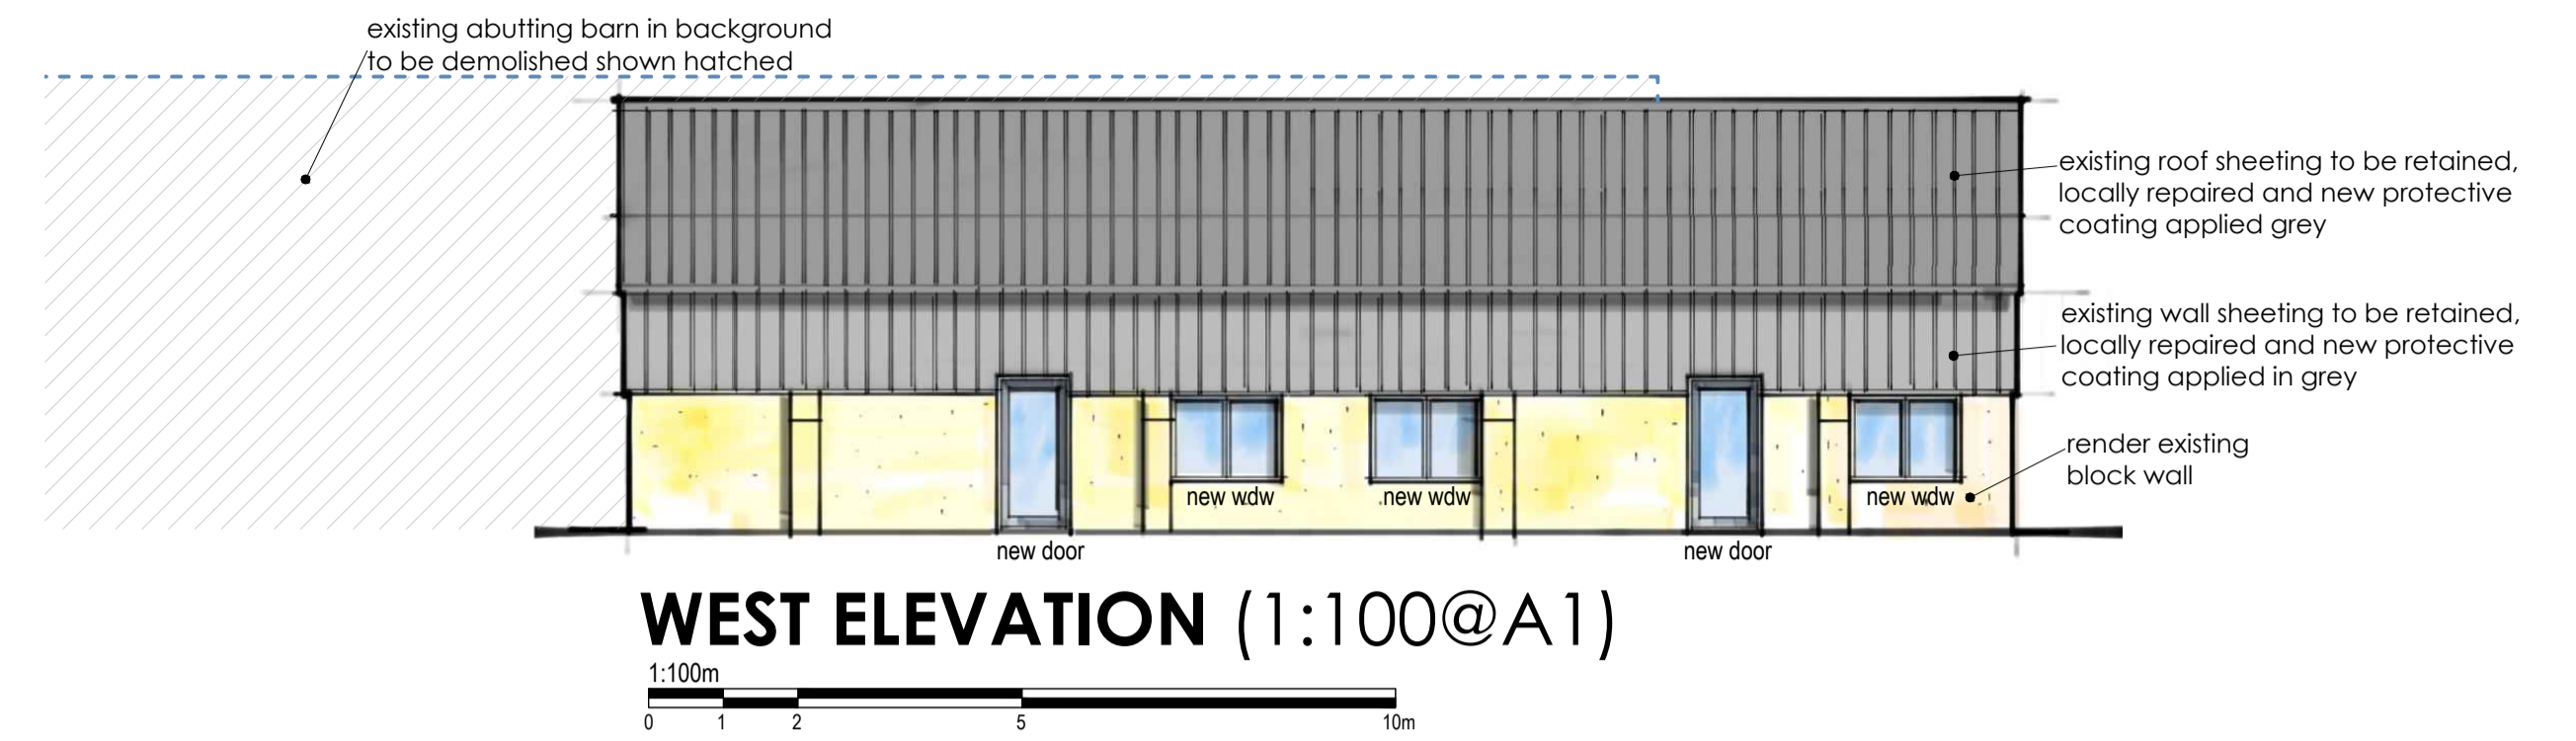 existing abutting barn in background
to be demolished shown hatched
existing roof sheeting to be retained,
locally repaired and new protective
coating applied grey
existing wall sheeting to be retained,
locally repaired and new protective
coating applied in grey
render existing
block wall
new wdw
new wdw
new wdw
new door
new door
WEST ELEVATION (1:100@A1)
1:100m
0 1 2 5 10m